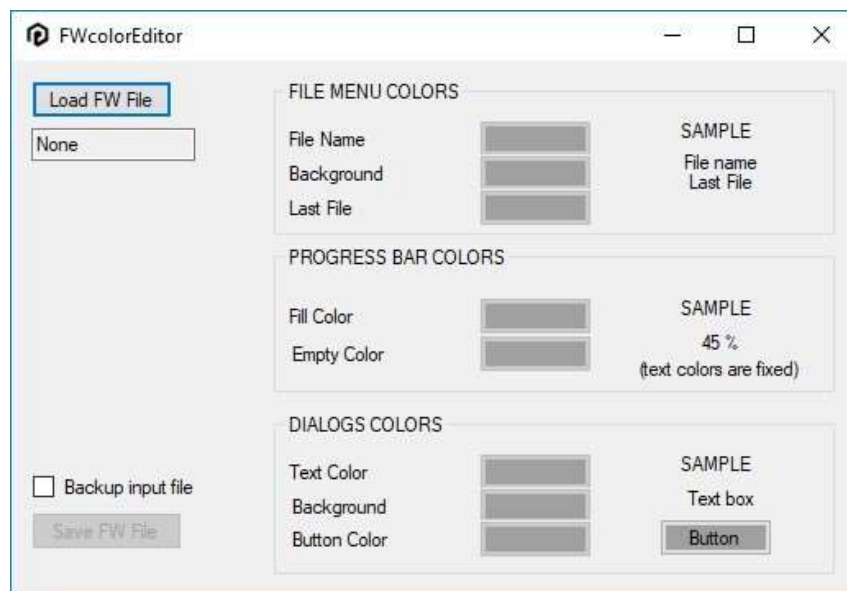 FWcolorEditor
Load FW File
None
Backup input file
Save FW File
FILE MENU COLORS
File Name
Background
Last File
SAMPLE
File name
Last File
PROGRESS BAR COLORS
Fill Color
Empty Color
SAMPLE
45 %
(text colors are fixed)
DIALOGS COLORS
Text Color
Background
Button Color
SAMPLE
Text box
Button